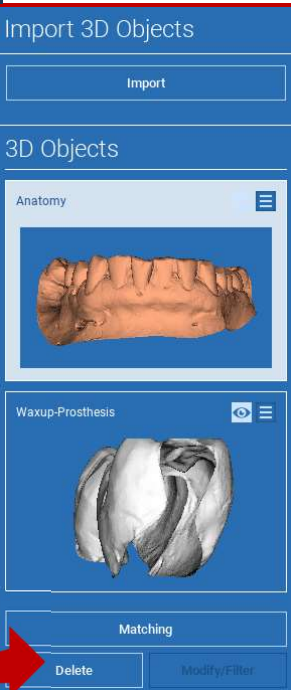 Import 3D Objects
Import
3D Objects
Anatomy
Waxup-Prosthesis
Matching
Delete
Modify/Filter